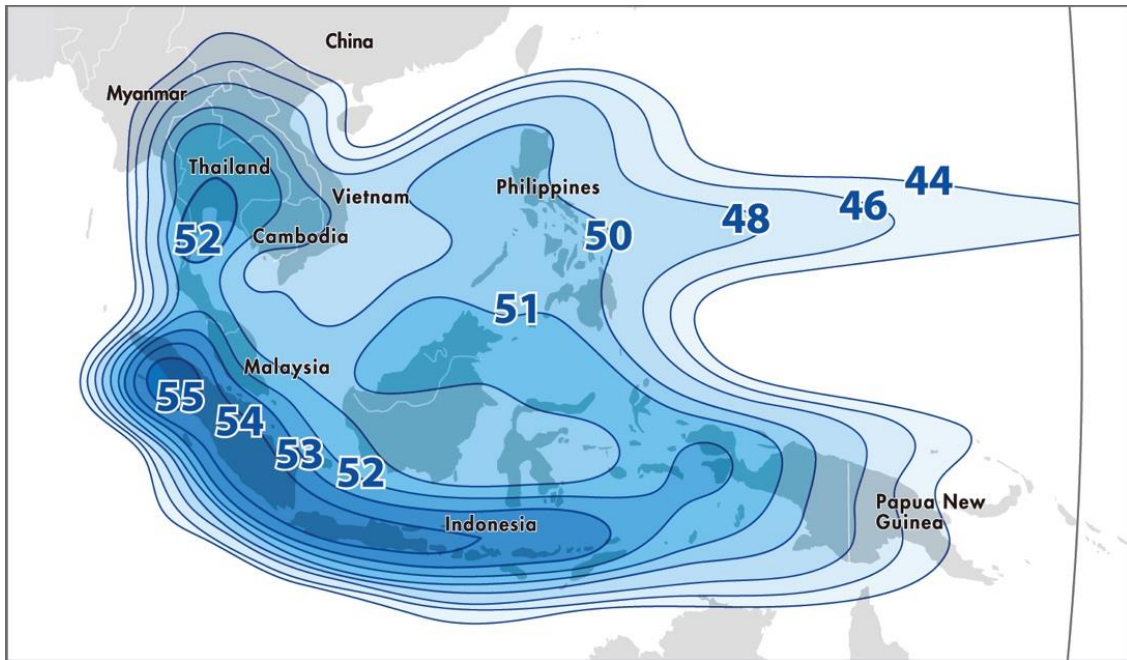 China
Myanmar
Thailand
Vietnam
Philippines
44
46
48
50
52
Cambodia
51
Malaysia
55
54
53
52
Indonesia
Papua New
Guinea